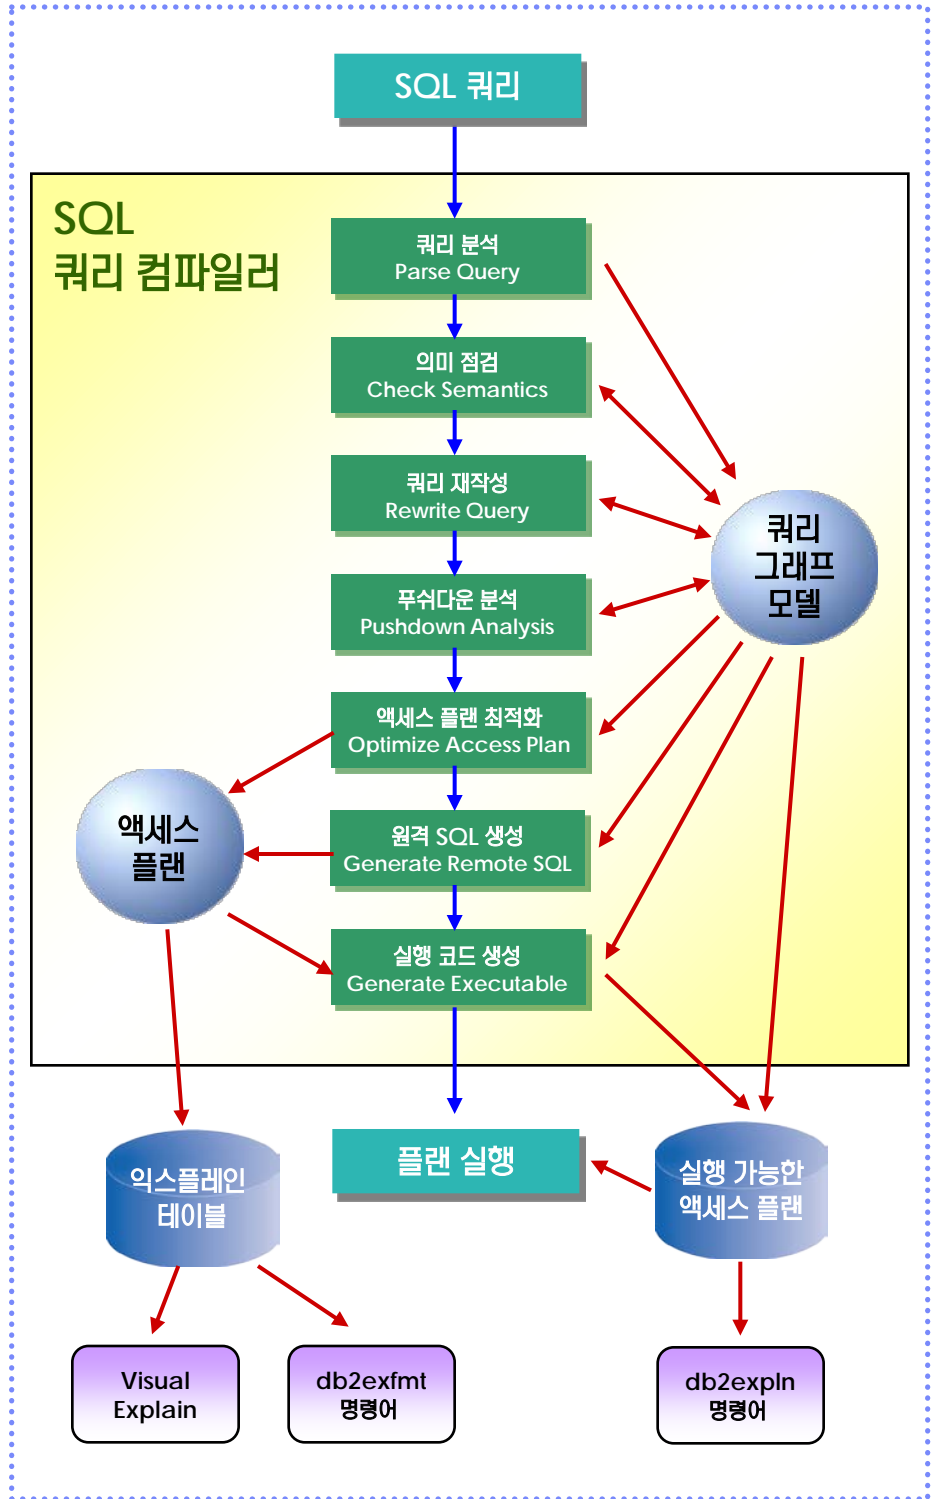 SQL 쿼리
SQL
쿼리 컴파일러
쿼리 분석
Parse Query
의미 점검
Check Semantics
쿼리 재작성
Rewrite Query
쿼리
그래프
모델
푸쉬다운 분석
Pushdown Analysis
액세스 플랜 최적화
Optimize Access Plan
액세스
플랜
원격 SQL 생성
Generate Remote SQL
실행 코드 생성
Generate Executable
익스플레인
테이블
플랜 실행
실행 가능한
액세스 플랜
Visual
Explain
db2exfmt
명령어
db2expln
명령어